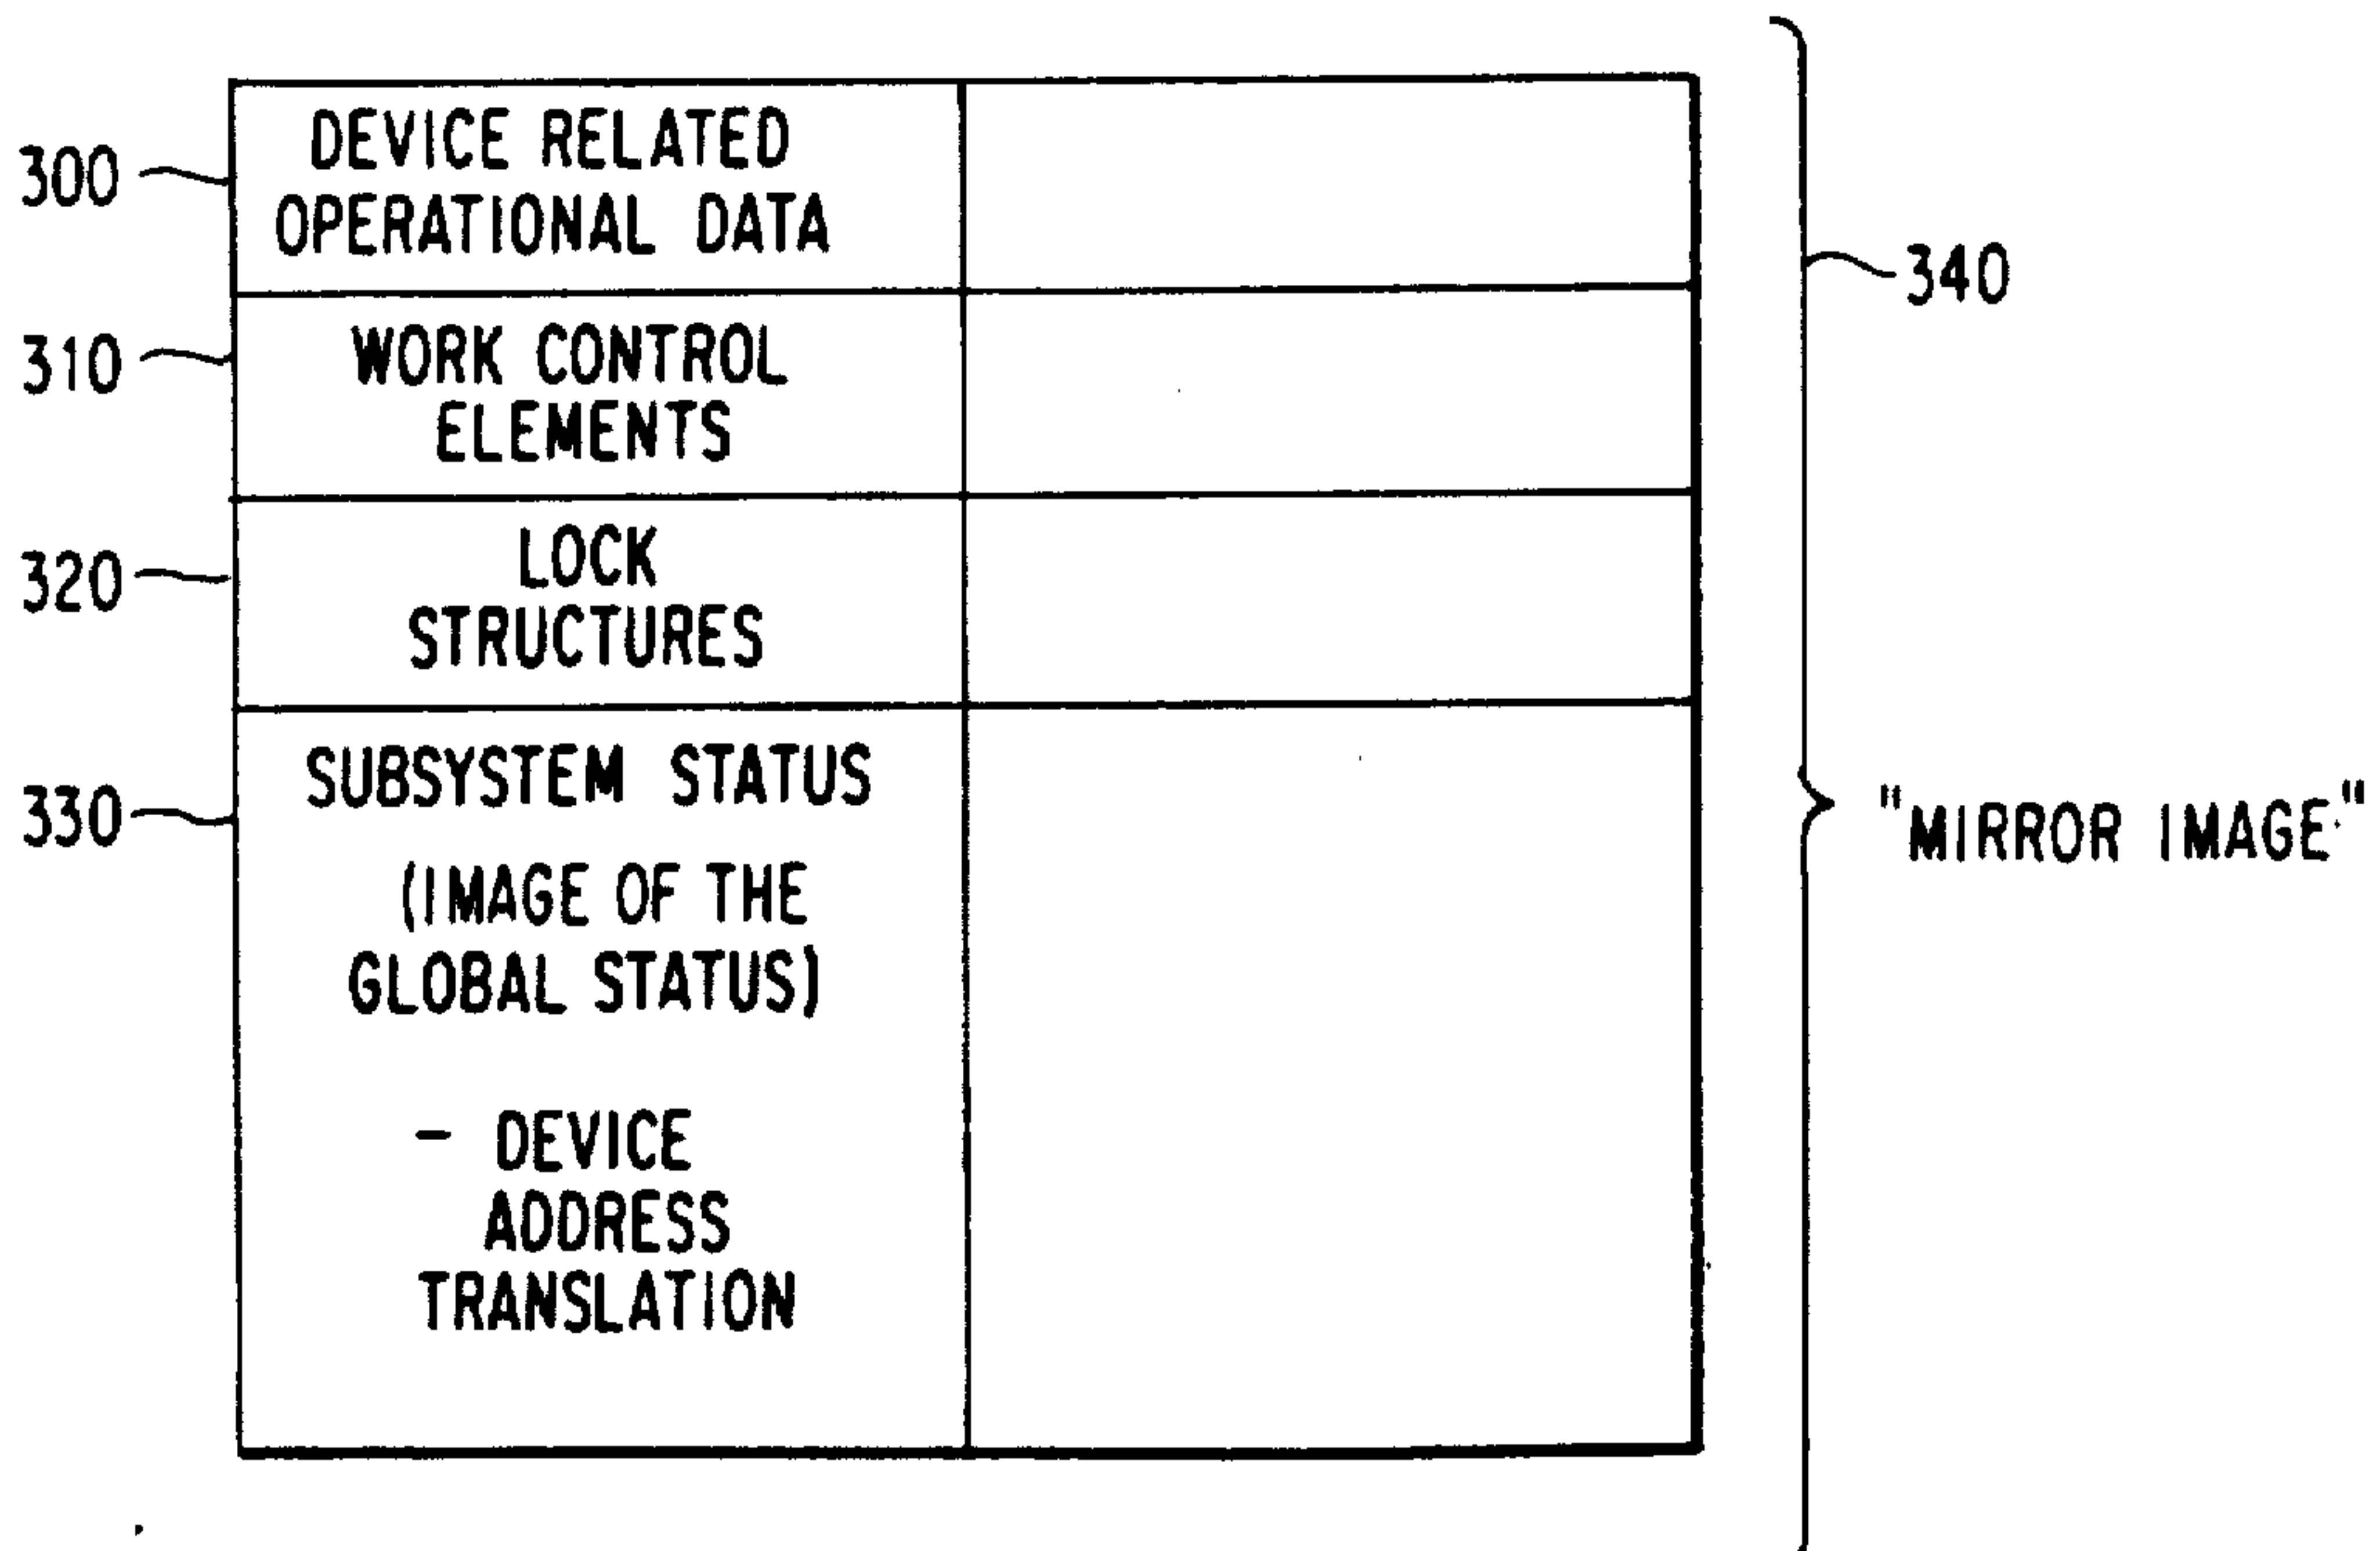 300
DEVICE RELATED
OPERATIONAL DATA
340
310
WORK CONTROL
ELEMENTS
320
LOCK
STRUCTURES
330
SUBSYSTEM STATUS
(IMAGE OF THE
GLOBAL STATUS)
- DEVICE
ADDRESS
TRANSLATION
"MIRROR IMAGE"